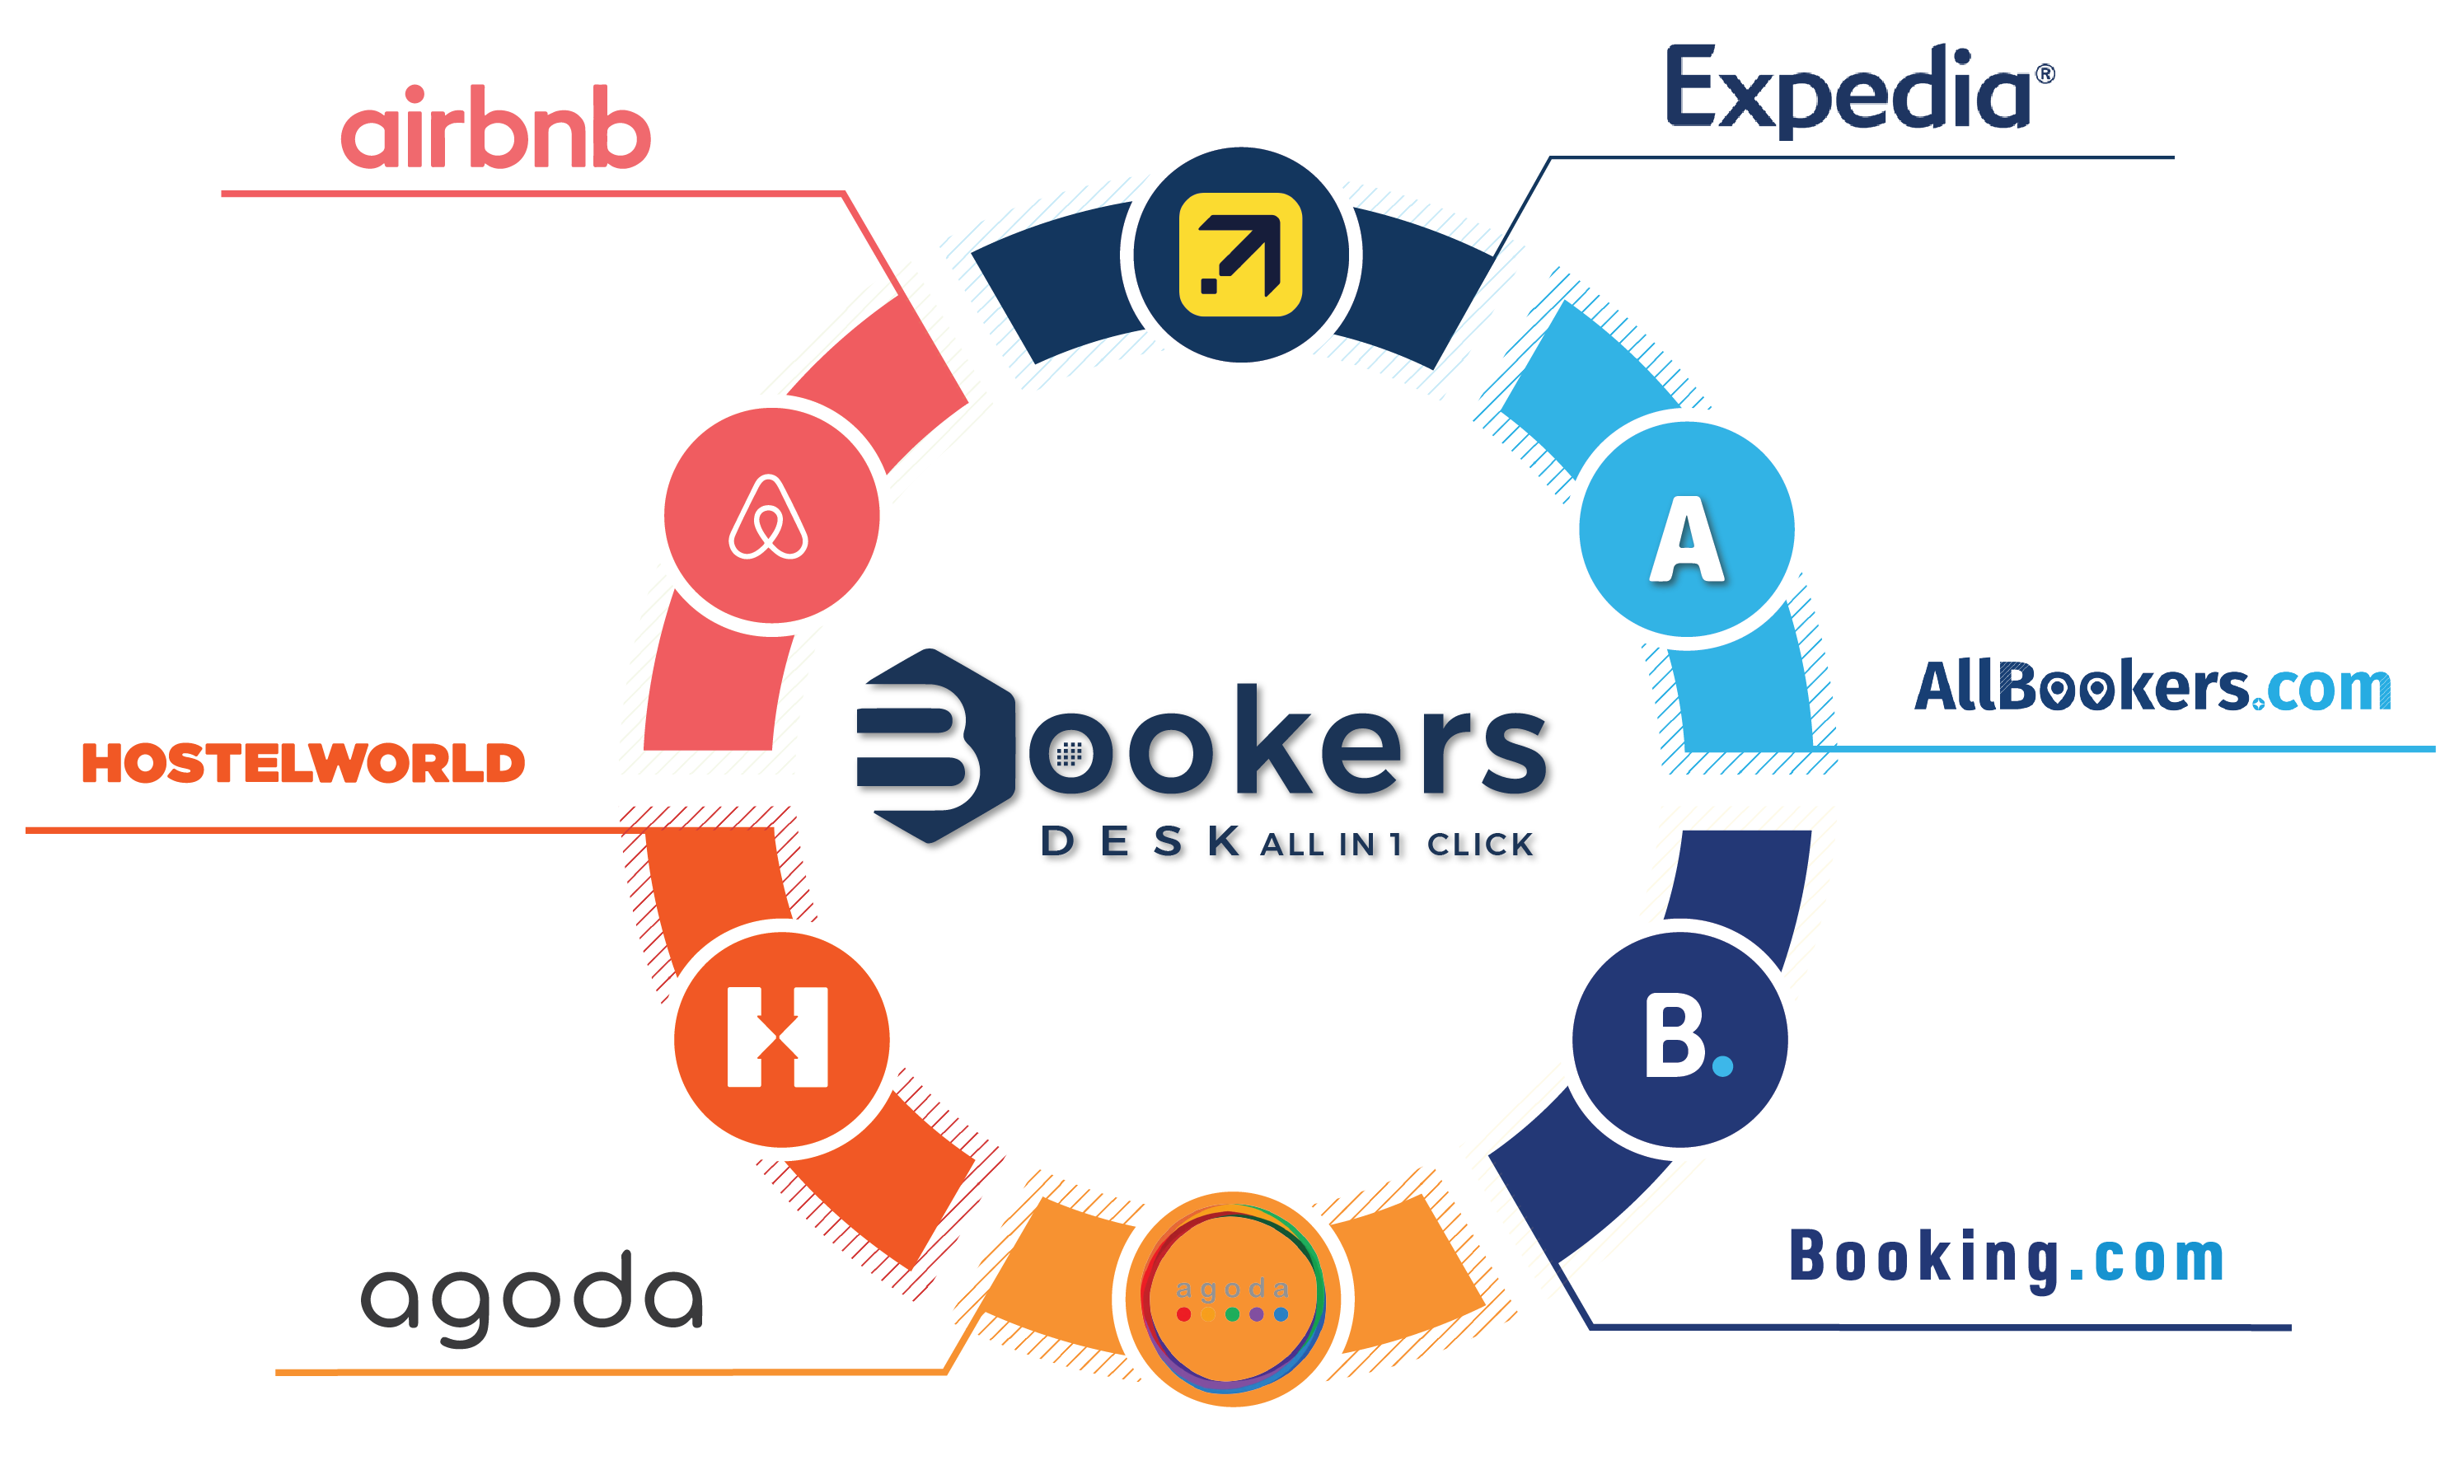 airbnb
Expedia®
A
AllBookers.com
Bookers
DESK ALL IN 1 CLICK
HOSTELWORLD
H
B.
agoda
agoda
Booking.com